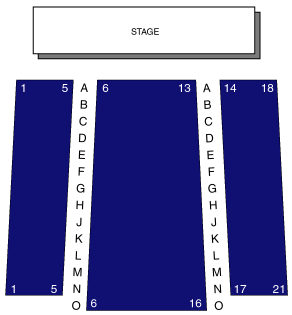 STAGE
1 5 A 6 13 A 14 18
B B
C C
D D
E E
F F
G G
H H
J J
K K
L L
M M
1 5 N N 17 21
O 6 16 O